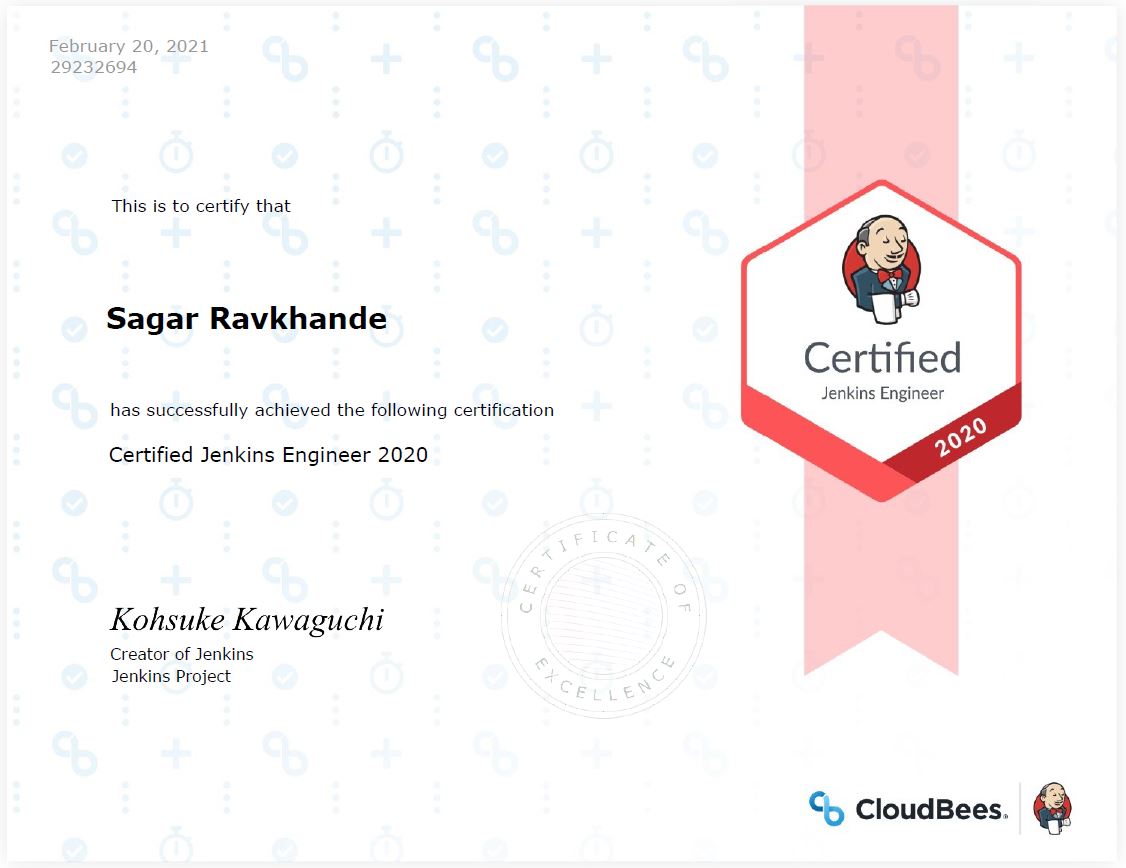 February 20, 2021
29232694
This is to certify that
Sagar Ravkhande
has successfully achieved the following certification
Certified Jenkins Engineer 2020
Certified
Jenkins Engineer
2020
CERTIFICATE OF
EXCELLENCE
Kohsuke Kawaguchi
Creator of Jenkins
Jenkins Project
CloudBees®